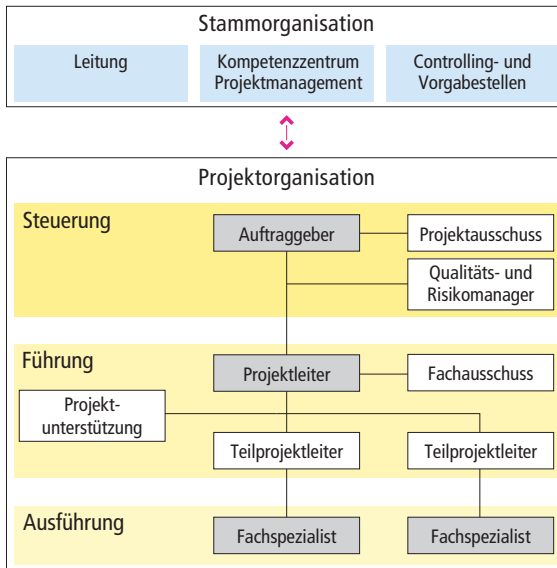 Stammorganisation
Leitung
Kompetenzzentrum
Projektmanagement
Controlling- und
Vorgabestellen
Projektorganisation
Steuerung
Auftraggeber
Projektausschuss
Qualitäts- und
Risikomanager
Führung
Projektleiter
Fachausschuss
Projekt-
unterstützung
Teilprojektleiter
Teilprojektleiter
Ausführung
Fachspezialist
Fachspezialist